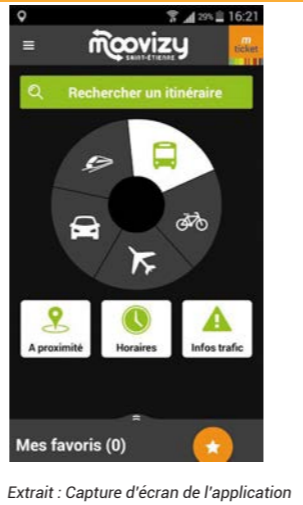 29% 16:21
moovizy
SAINT-ÉTIENNE
m
ticket
Rechercher un itinéraire
A proximité
Horaires
Infos trafic
Mes favoris (0)
Extrait : Capture d'écran de l'application